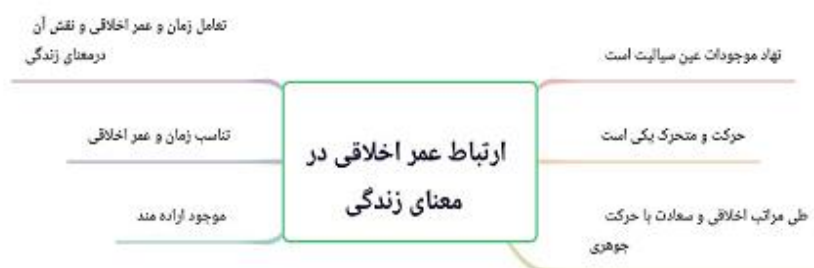 نهاد موجودات عین سیالیت است
حرکت و متحرک یکی است
طی مراتب اخلاقی و سعادت با حرکت
جوهری
ارتباط عمر اخلاقی در
معنای زندگی
تعامل زمان و عمر اخلاقی و نقش آن
درمعنای زندگی
تناسب زمان و عمر اخلاقی
موجود اراده مند